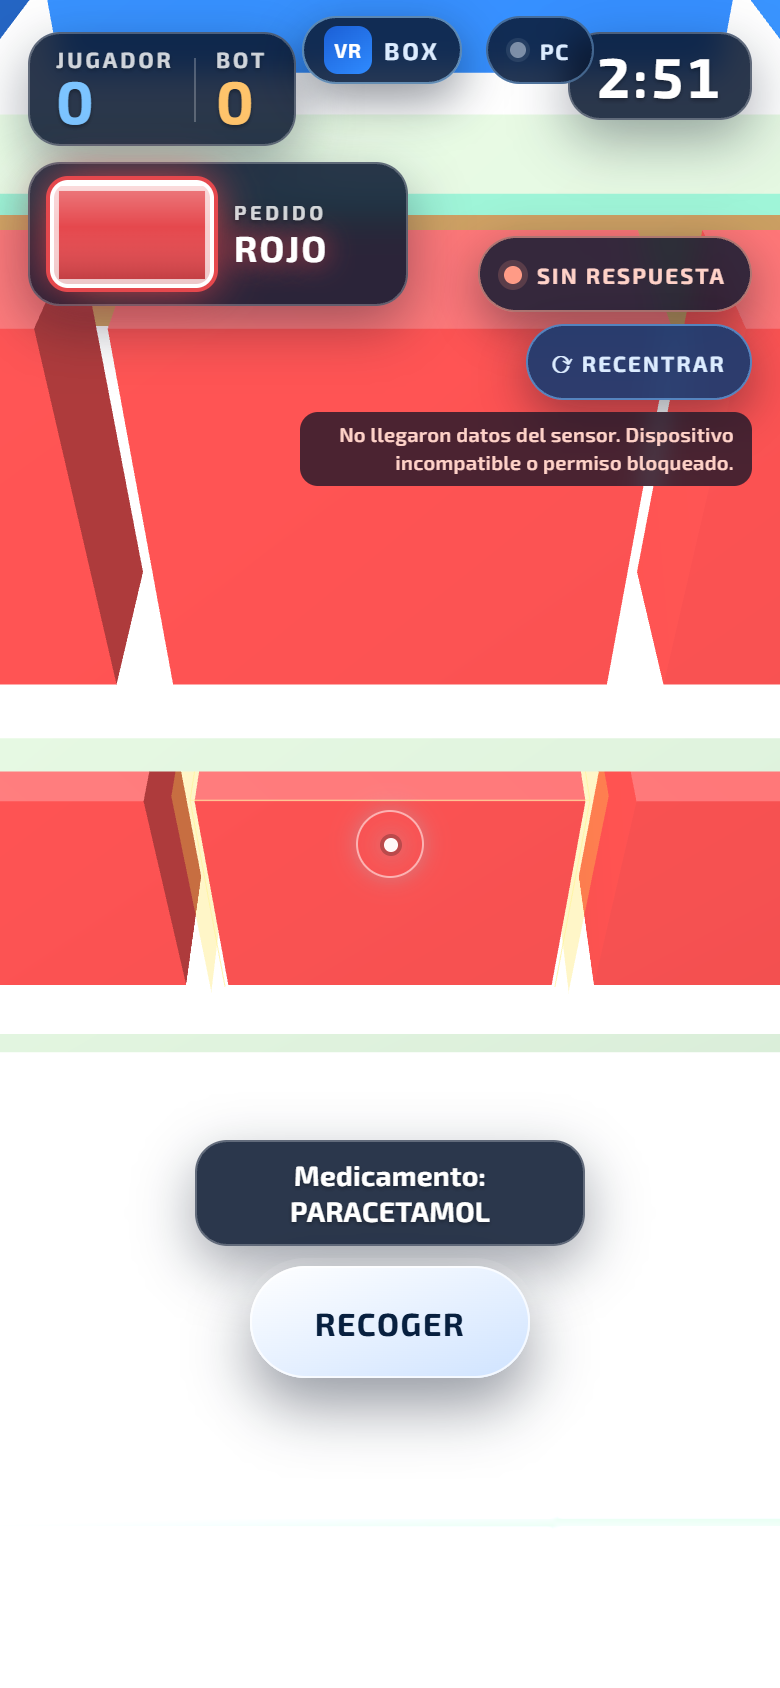 JUGADOR
0
BOT
0
VR BOX
PC
2:51
PEDIDO
ROJO
SIN RESPUESTA
⟳ RECENTRAR
No llegaron datos del sensor. Dispositivo
incompatible o permiso bloqueado.
Medicamento:
PARACETAMOL
RECOGER